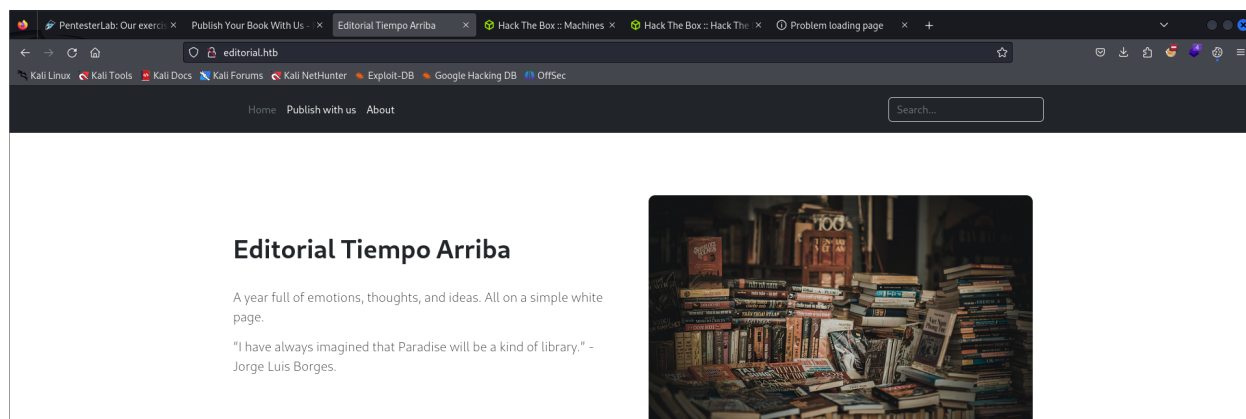 PentesterLab: Our exercis
Publish Your Book With Us -
Editorial Tiempo Arriba
Hack The Box :: Machines
Hack The Box :: Hack The
Problem loading page
editorial.htb
Kali Linux Kali Tools Kali Docs Kali Forums Kali NetHunter Exploit-DB Google Hacking DB OffSec
Home Publish with us About Search...
Editorial Tiempo Arriba
A year full of emotions, thoughts, and ideas. All on a simple white
page.
"I have always imagined that Paradise will be a kind of library." -
Jorge Luis Borges.
100